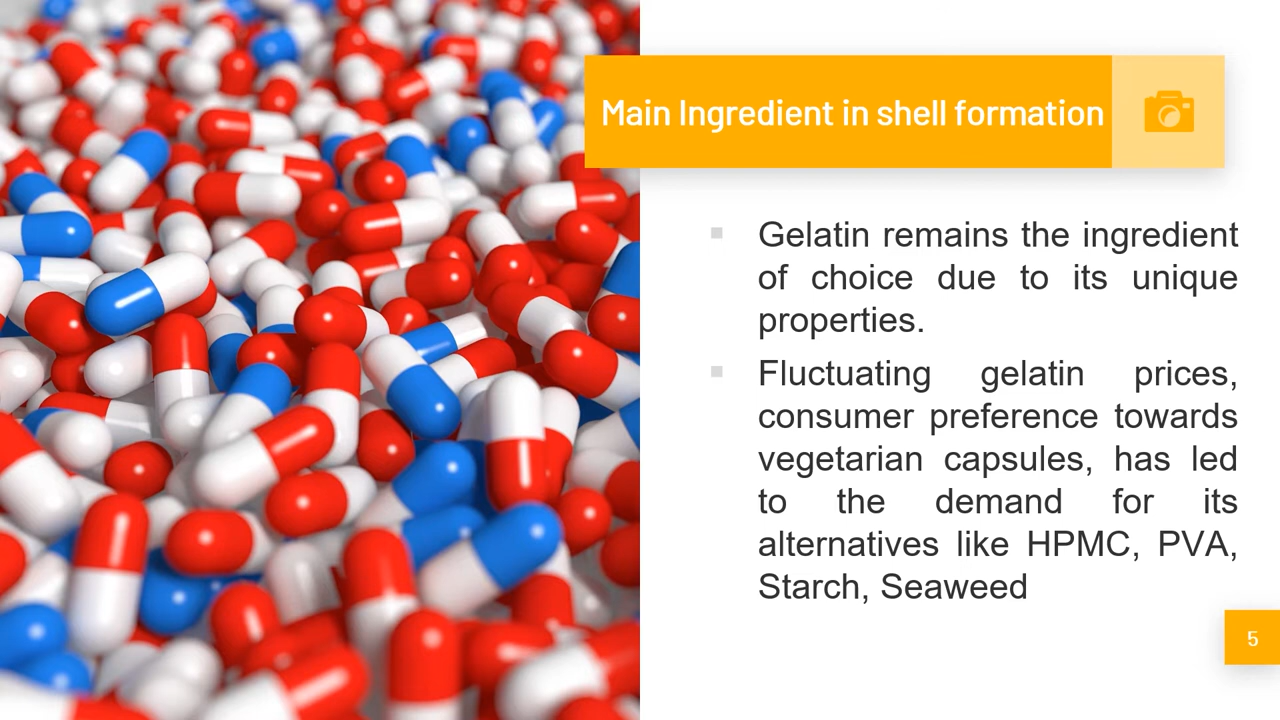 Main Ingredient in shell formation
Gelatin remains the ingredient
of choice due to its unique
properties.
Fluctuating gelatin prices,
consumer preference towards
vegetarian capsules, has led
to the demand for its
alternatives like HPMC, PVA,
Starch, Seaweed
5